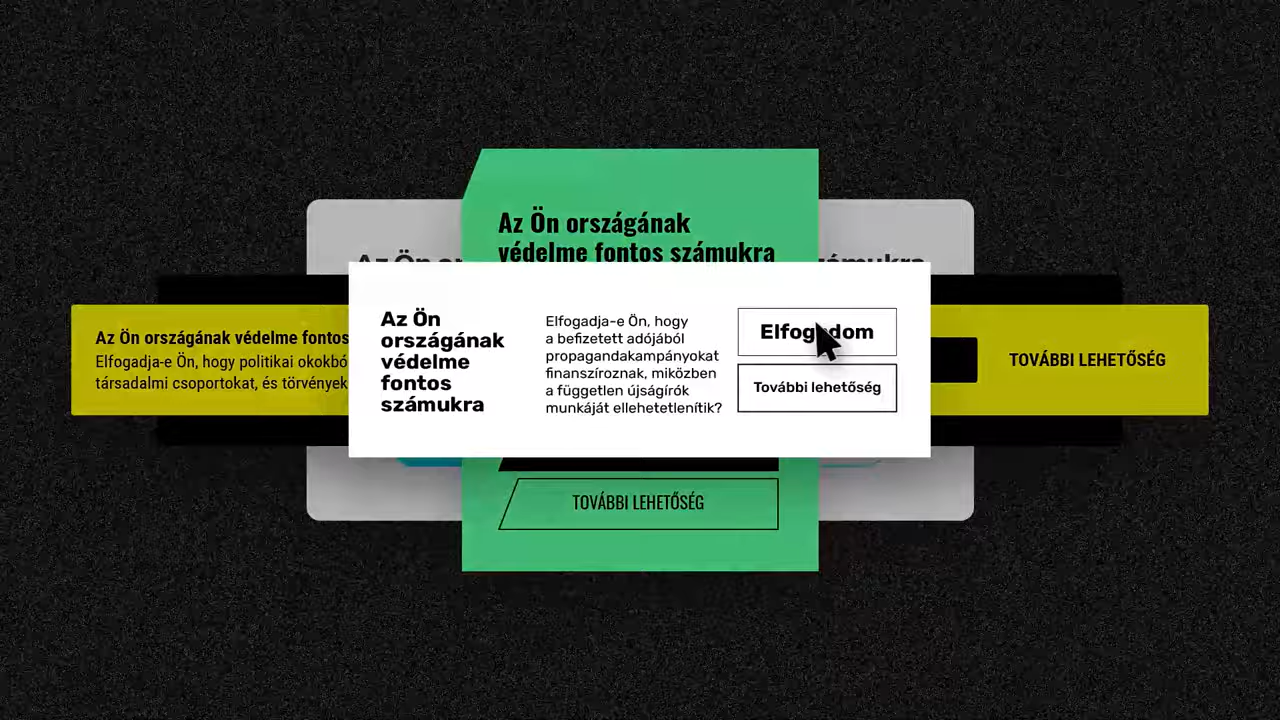 Az Ön országának
védelme fontos számukra
Az Ön országának védelme fontos
Elfogadja-e Ön, hogy politikai okokbó
társadalmi csoportokat, és törvények
Az Ön
országának
védelme
fontos
számukra
Elfogadja-e Ön, hogy
a befizetett adójából
propagandakampányokat
finanszíroznak, miközben
a független újságírók
munkáját ellehetetlenítik?
Elfogadom
További lehetőség
TOVÁBBI LEHETŐSÉG
TOVÁBBI LEHETŐSÉG